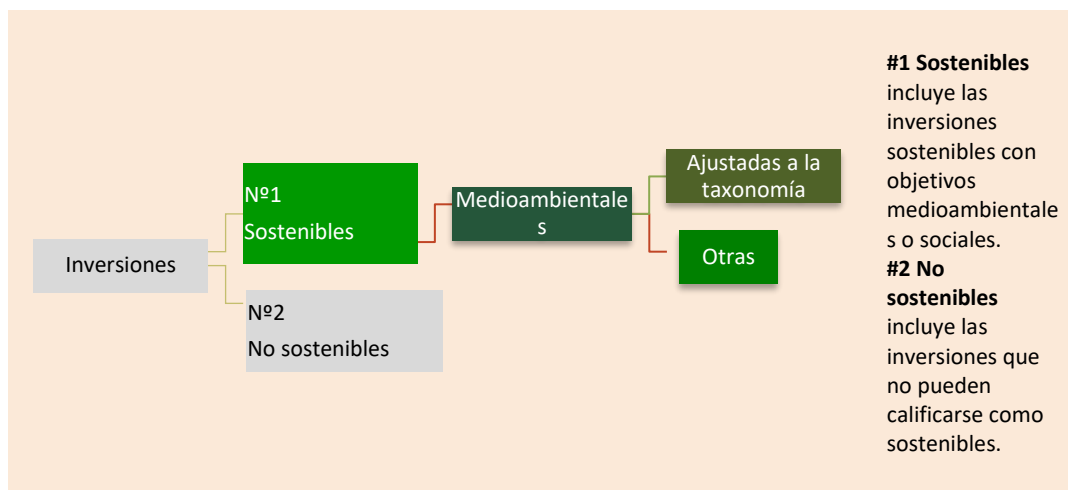 Inversiones
Nº1
Sostenibles
Nº2
No sostenibles
Medioambientale
s
Ajustadas a la
taxonomía
Otras
#1 Sostenibles
incluye las
inversiones
sostenibles con
objetivos
medioambientale
s o sociales.
#2 No
sostenibles
incluye las
inversiones que
no pueden
calificarse como
sostenibles.